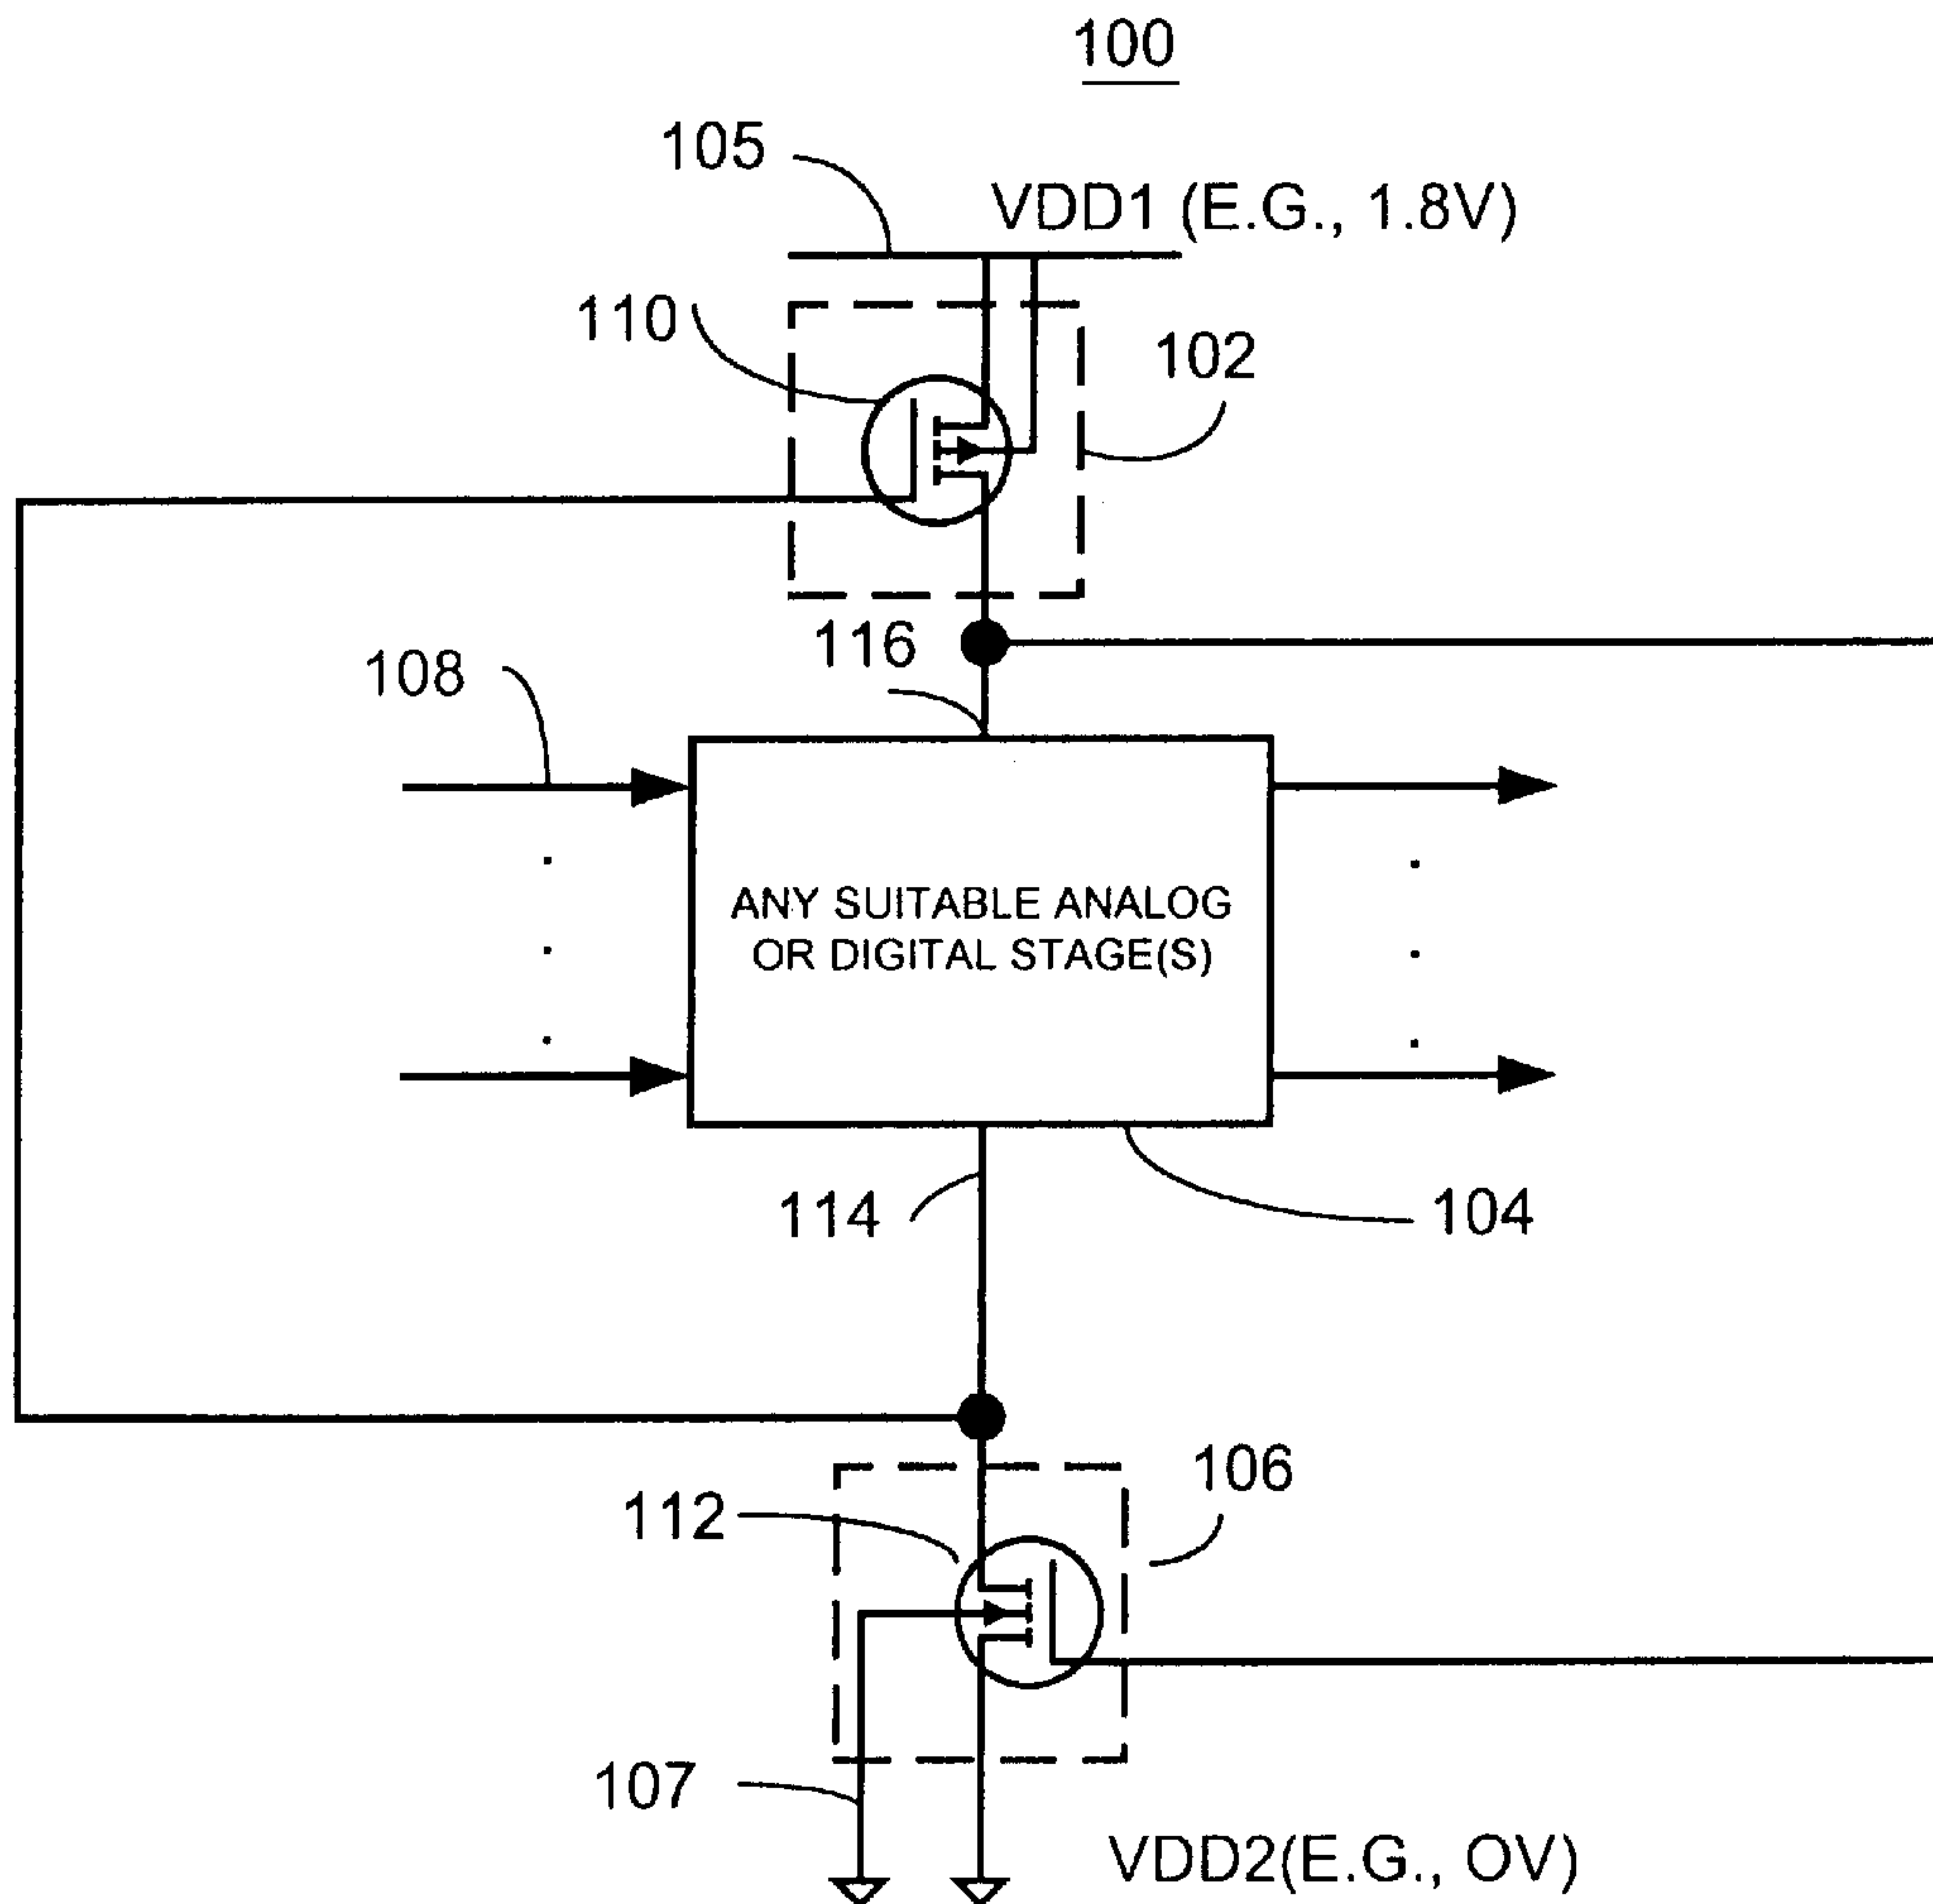 100
105
VDD1 (E.G., 1.8V)
110
102
116
108
ANY SUITABLE ANALOG
OR DIGITAL STAGE(S)
114
104
106
112
107
VDD2(E.G., OV)